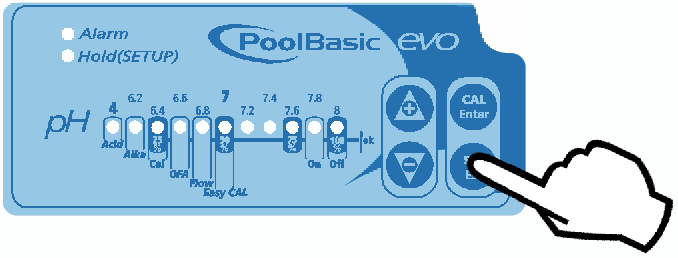 Alarm
Hold(SETUP)
PoolBasic evo
pH
4 6.2 6.4 6.6 6.8 7 7.2 7.4 7.6 7.8 8
Acid Alka Cal OFA Flow Easy CAL On Off
ok
CAL
Enter